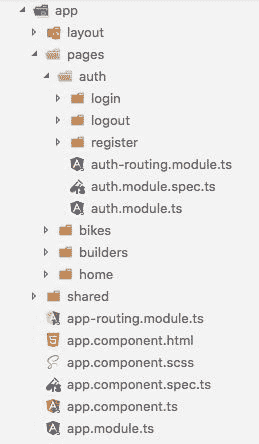 app
layout
pages
auth
login
logout
register
auth-routing.module.ts
auth.module.spec.ts
auth.module.ts
bikes
builders
home
shared
app-routing.module.ts
app.component.html
app.component.scss
app.component.spec.ts
app.component.ts
app.module.ts